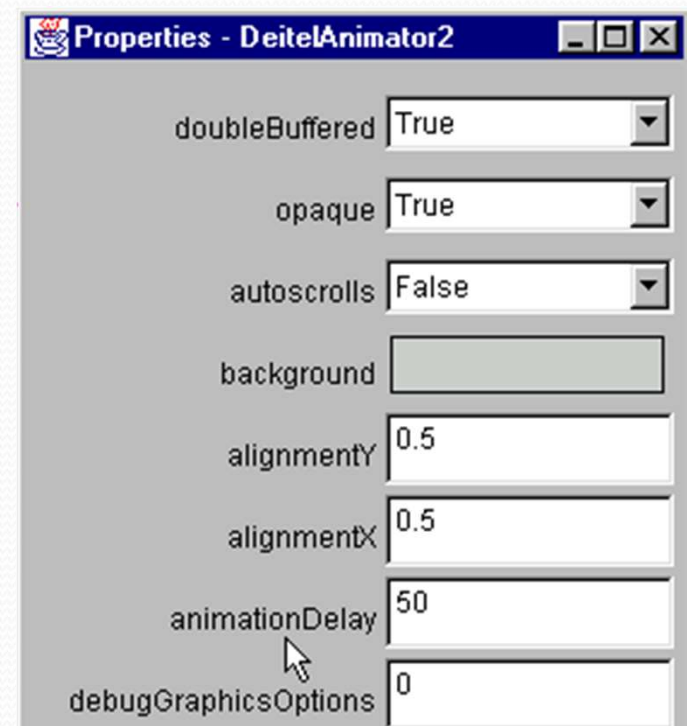 Properties - DeitelAnimator2
doubleBuffered True
opaque True
autoscrolls False
background
alignmentY 0.5
alignmentX 0.5
animationDelay 50
debugGraphicsOptions 0